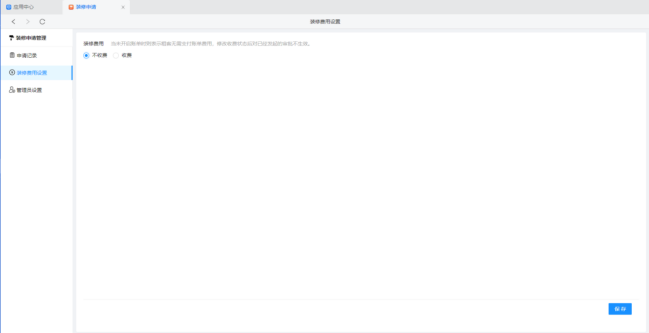 应用中心
装修申请
装修费用设置
装修申请管理
申请记录
装修费用设置
管理员设置
装修费用
不收费 收费
保存